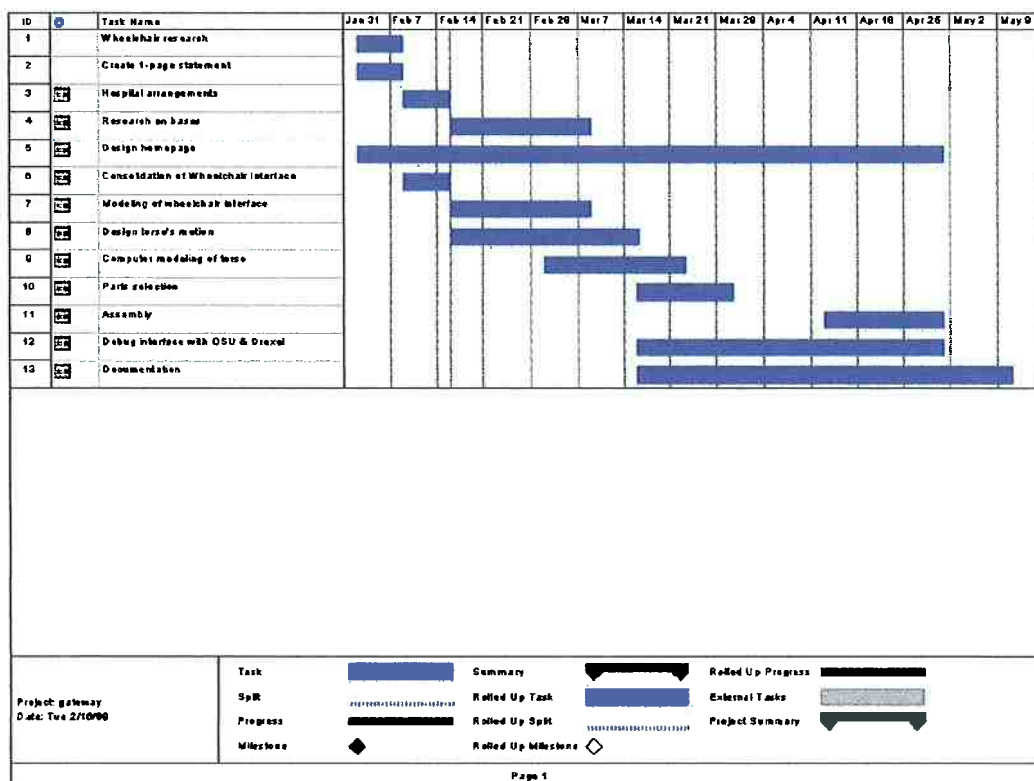 ID Task Name Jan 31 Feb 7 Feb 14 Feb 21 Feb 28 Mar 7 Mar 14 Mar 21 Mar 28 Apr 4 Apr 11 Apr 18 Apr 25 May 2 May 9
1 Wheelchair research
2 Create 1-page statement
3 Hospital arrangements
4 Research on bases
5 Design homepage
6 Consolidation of Wheelchair Interface
7 Modeling of wheelchair interface
8 Design torso's motion
9 Computer modeling of torso
10 Parts selection
11 Assembly
12 Debug interface with OSU & Drexel
13 Documentation
Project: gateway
Date: Tue
Task Summary Rolled Up Progress
Split Rolled Up Task External Tasks
Progress Rolled Up Split Project Summary
Milestone Rolled Up Milestone
Page 1